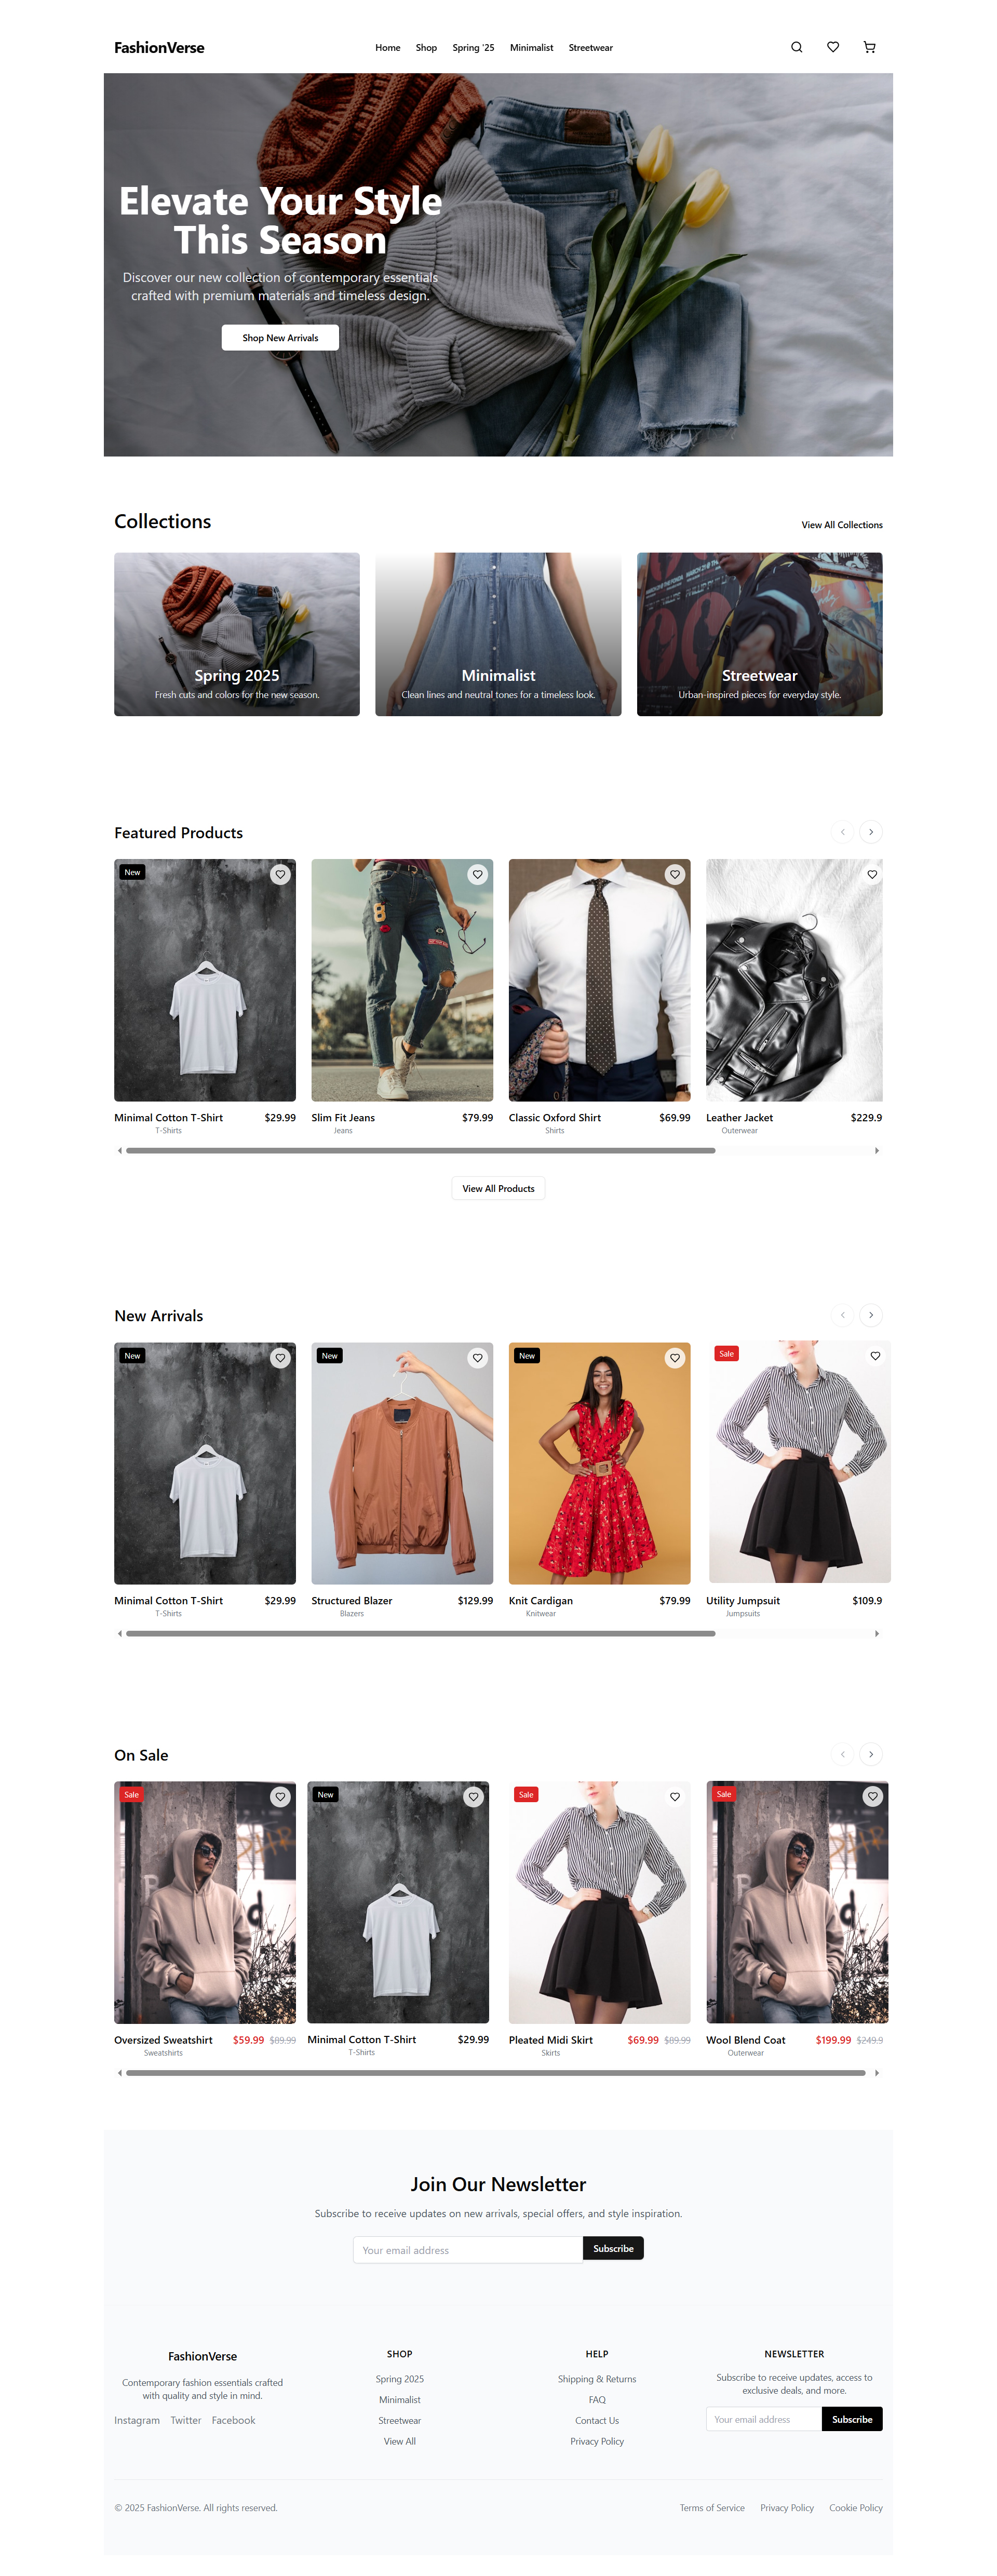 FashionVerse
Home Shop Spring '25 Minimalist Streetwear
Elevate Your Style
This Season
Discover our new collection of contemporary essentials
crafted with premium materials and timeless design.
Shop New Arrivals
Collections
View All Collections
Spring 2025
Fresh cuts and colors for the new season.
Minimalist
Clean lines and neutral tones for a timeless look.
Streetwear
Urban-inspired pieces for everyday style.
Featured Products
New
Minimal Cotton T-Shirt $29.99
T-Shirts
Slim Fit Jeans $79.99
Jeans
Classic Oxford Shirt $69.99
Shirts
Leather Jacket $229.9
Outerwear
View All Products
New Arrivals
New
Minimal Cotton T-Shirt $29.99
T-Shirts
New
Structured Blazer $129.99
Blazers
New
Knit Cardigan $79.99
Knitwear
Sale
Utility Jumpsuit $109.9
Jumpsuits
On Sale
Sale
Oversized Sweatshirt $59.99 $89.99
Sweatshirts
New
Minimal Cotton T-Shirt $29.99
T-Shirts
Sale
Pleated Midi Skirt $69.99 $89.99
Skirts
Sale
Wool Blend Coat $199.99 $249.9
Outerwear
Join Our Newsletter
Subscribe to receive updates on new arrivals, special offers, and style inspiration.
Your email address Subscribe
FashionVerse
Contemporary fashion essentials crafted
with quality and style in mind.
Instagram Twitter Facebook
SHOP
Spring 2025
Minimalist
Streetwear
View All
HELP
Shipping & Returns
FAQ
Contact Us
Privacy Policy
NEWSLETTER
Subscribe to receive updates, access to
exclusive deals, and more.
Your email address Subscribe
© 2025 FashionVerse. All rights reserved.
Terms of Service Privacy Policy Cookie Policy